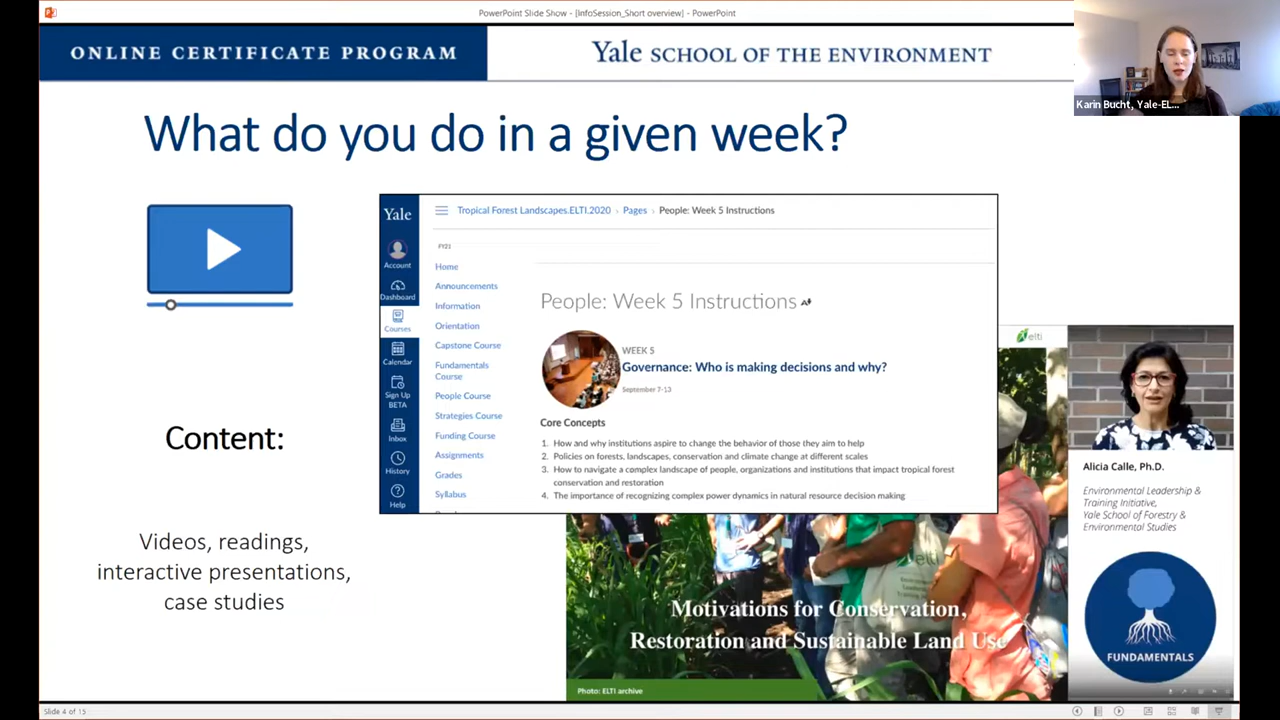 PowerPoint Slide Show - [InfoSession_Short overview] - PowerPoint
ONLINE CERTIFICATE PROGRAM
Yale SCHOOL OF THE ENVIRONMENT
Karin Bucht, Yale-EL...
What do you do in a given week?
Yale
Tropical Forest Landscapes.ELTI.2020 › Pages › People: Week 5 Instructions
FY21
Account
Dashboard
Courses
Calendar
Sign Up
BETA
Inbox
History
Help
Home
Announcements
Information
Orientation
Capstone Course
Fundamentals
Course
People Course
Strategies Course
Funding Course
Assignments
Grades
Syllabus
People: Week 5 Instructions
WEEK 5
Governance: Who is making decisions and why?
September 7-13
Core Concepts
1. How and why institutions aspire to change the behavior of those they aim to help
2. Policies on forests, landscapes, conservation and climate change at different scales
3. How to navigate a complex landscape of people, organizations and institutions that impact tropical forest
conservation and restoration
4. The importance of recognizing complex power dynamics in natural resource decision making
Content:
Videos, readings,
interactive presentations,
case studies
elti
Alicia Calle, Ph.D.
Environmental Leadership &
Training Initiative,
Yale School of Forestry &
Environmental Studies
elti
Motivations for Conservation,
Restoration and Sustainable Land Use
FUNDAMENTALS
Photo: ELTI archive
Slide 4 of 15